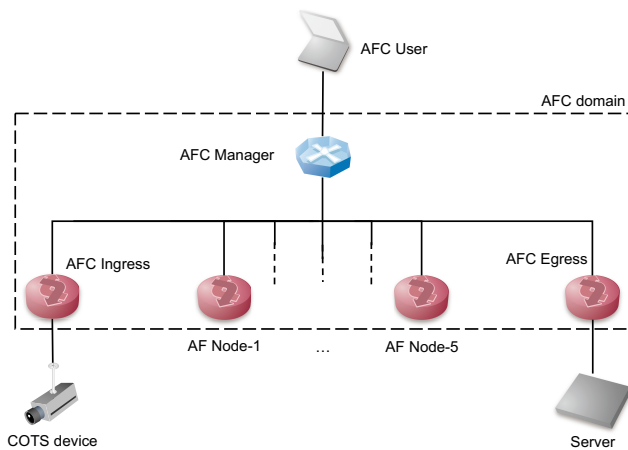 AFC User
AFC domain
AFC Manager
AFC Ingress
AFC Egress
AF Node-1
...
AF Node-5
COTS device
Server